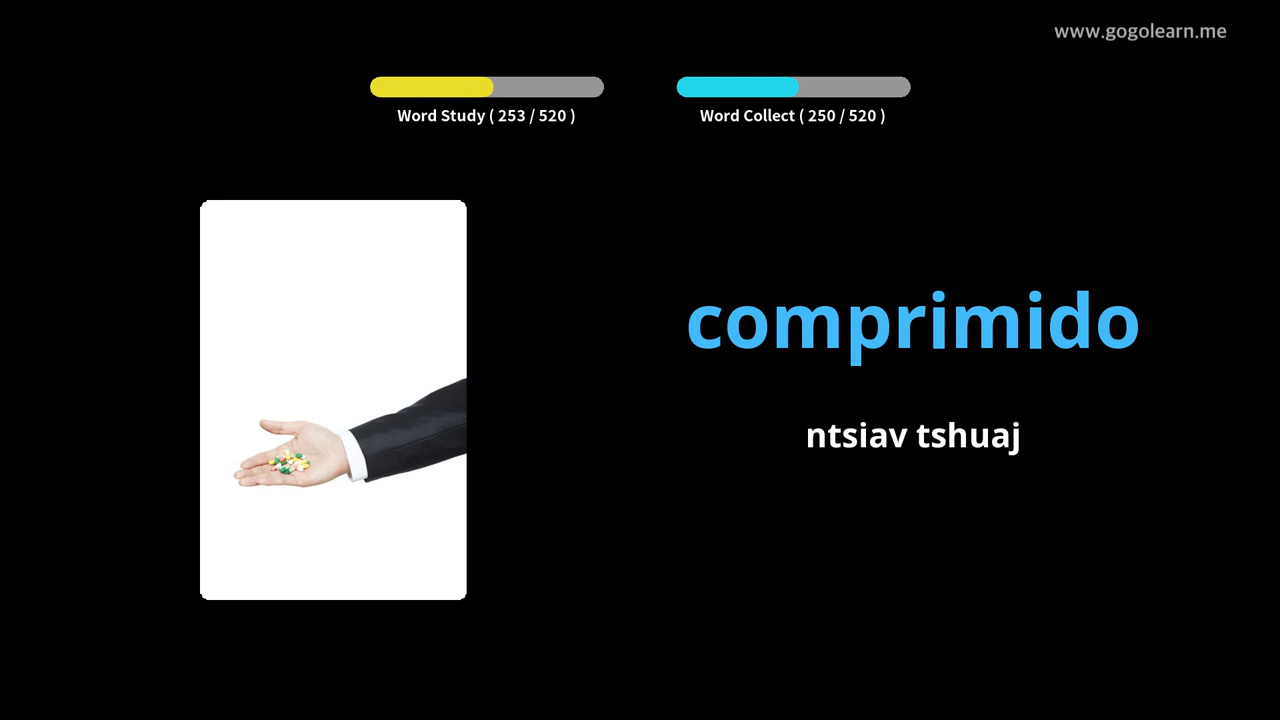 www.gogolearn.me
Word Study ( 253 / 520 )
Word Collect ( 250 / 520 )
comprimido
ntsiav tshuaj